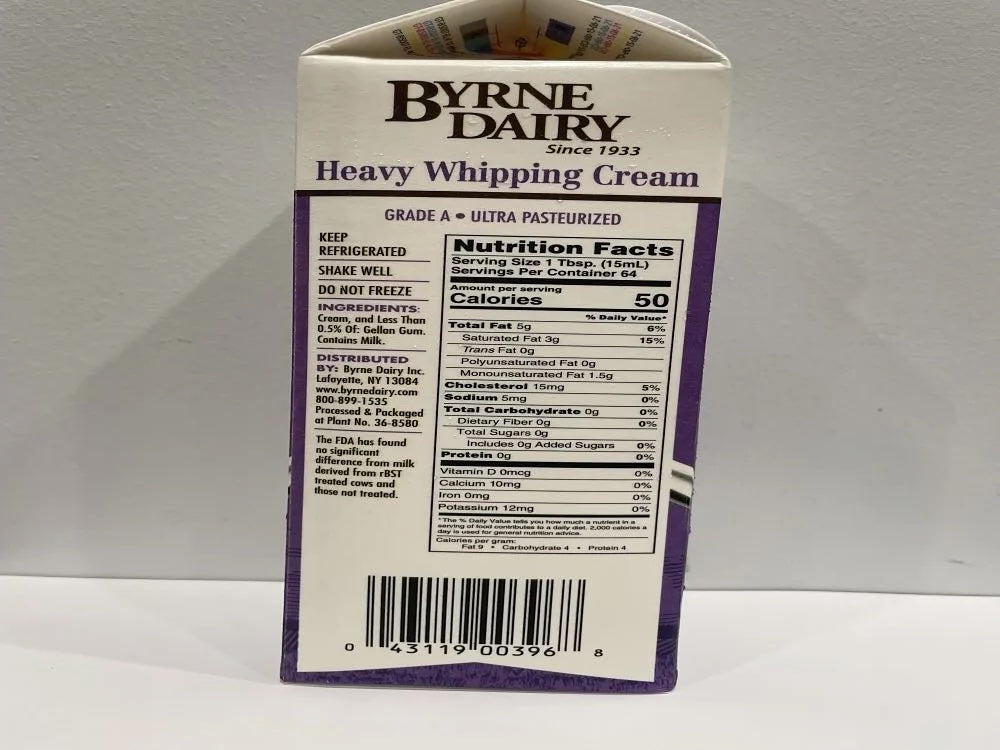 BYRNE
DAIRY
Since 1933
Heavy Whipping Cream
GRADE A • ULTRA PASTEURIZED
KEEP
REFRIGERATED
SHAKE WELL
DO NOT FREEZE
INGREDIENTS:
Cream, and Less Than
0.5% Of: Gellan Gum.
Contains Milk.
DISTRIBUTED
BY: Byrne Dairy Inc.
Lafayette, NY 13084
www.byrnedairy.com
800-899-1535
Processed & Packaged
at Plant No. 36-8580
The FDA has found
no significant
difference from milk
derived from rBST
treated cows and
those not treated.
Nutrition Facts
Serving Size 1 Tbsp. (15mL)
Servings Per Container 64
Amount per serving
Calories 50
% Daily Value*
Total Fat 5g 6%
Saturated Fat 3g 15%
Trans Fat 0g
Polyunsaturated Fat 0g
Monounsaturated Fat 1.5g
Cholesterol 15mg 5%
Sodium 5mg 0%
Total Carbohydrate 0g 0%
Dietary Fiber 0g 0%
Total Sugars 0g
Includes 0g Added Sugars 0%
Protein 0g 0%
Vitamin D 0mcg 0%
Calcium 10mg 0%
Iron 0mg 0%
Potassium 12mg 0%
*The % Daily Value tells you how much a nutrient in a
serving of food contributes to a daily diet. 2,000 calories a
day is used for general nutrition advice.
Calories per gram:
Fat 9 • Carbohydrate 4 • Protein 4
0 43119 00396 8